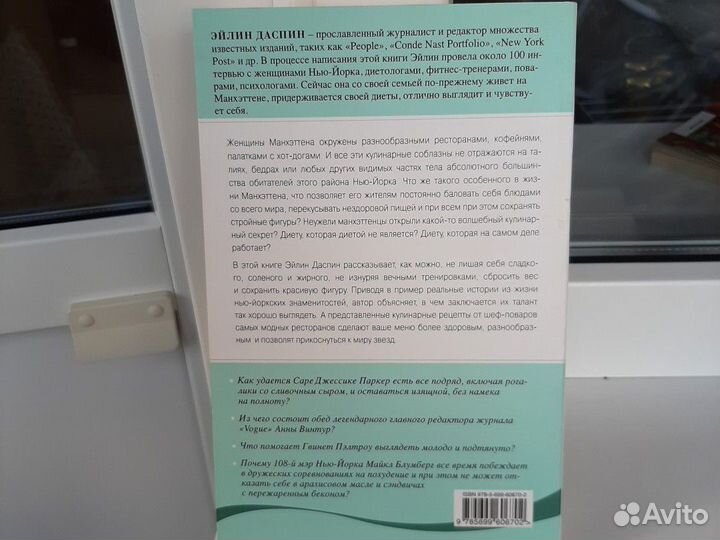 ЭЙЛИН ДАСПИН – прославленный журналист и редактор множества
известных изданий, таких как «People», «Conde Nast Portfolio», «New York
Post» и др. В процессе написания этой книги Эйлин провела около 100 ин-
тервью с женщинами Нью-Йорка, диетологами, фитнес-тренерами, пова-
рами, психологами. Сейчас она со своей семьей по-прежнему живет на
Манхэттене, придерживается своей диеты, отлично выглядит и чувству-
ет себя.
Женщины Манхэттена окружены разнообразными ресторанами, кофейнями,
палатками с хот-догами. И все эти кулинарные соблазны не отражаются на та-
лиях, бедрах или любых других видимых частях тела абсолютного большин-
ства обитателей этого района Нью-Йорка. Что же такого особенного в жиз-
ни Манхэттена, что позволяет его жителям постоянно баловать себя блюдами
со всего мира, перекусывать нездоровой пищей и при всем при этом сохранять
стройные фигуры? Неужели манхэттенцы открыли какой-то волшебный кулинар-
ный секрет? Диету, которая диетой не является? Диету, которая на самом деле
работает?
В этой книге Эйлин Даспин рассказывает, как можно, не лишая себя сладко-
го, соленого и жирного, не изнуряя вечными тренировками, сбросить вес
и сохранить красивую фигуру. Приводя в пример реальные истории из жизни
нью-йоркских знаменитостей, автор объясняет, в чем заключается их талант
так хорошо выглядеть. А представленные кулинарные рецепты от шеф-поваров
самых модных ресторанов сделают ваше меню более здоровым, разнообраз-
ным и позволят прикоснуться к миру звезд.
• Как удается Саре Джессике Паркер есть все подряд, включая рога-
лики со сливочным сыром, и оставаться изящной, без намека
на полноту?
• Из чего состоит обед легендарного главного редактора журнала
«Vogue» Анны Винтур?
• Что помогает Гвинет Пэлтроу выглядеть молодо и подтянуто?
• Почему 108-й мэр Нью-Йорка Майкл Блумберг все время побеждает
в дружеских соревнованиях на похудение и при этом не может от-
казать себе в арахисовом масле и сэндвичах
с пережаренным беконом?
ISBN 978-5-699-60870-2
9 785699 608702 >
Avito